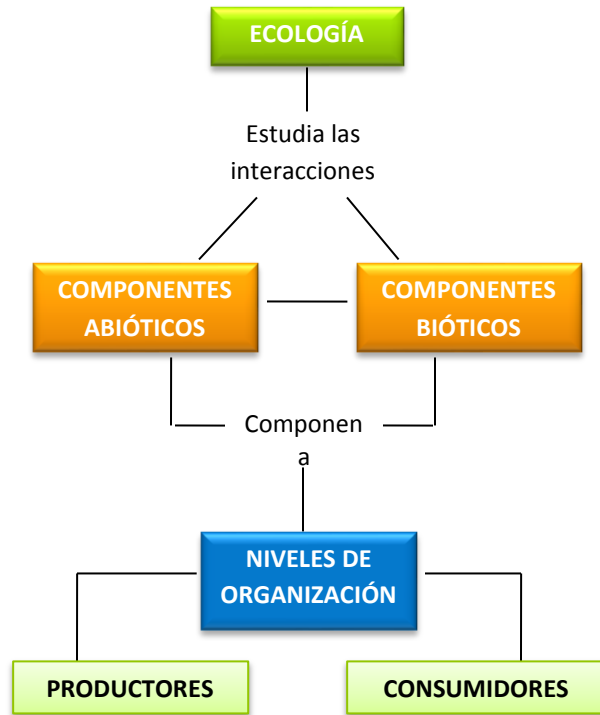 ECOLOGÍA
Estudia las
interacciones
COMPONENTES
ABIÓTICOS
COMPONENTES
BIÓTICOS
Componen
a
NIVELES DE
ORGANIZACIÓN
PRODUCTORES
CONSUMIDORES